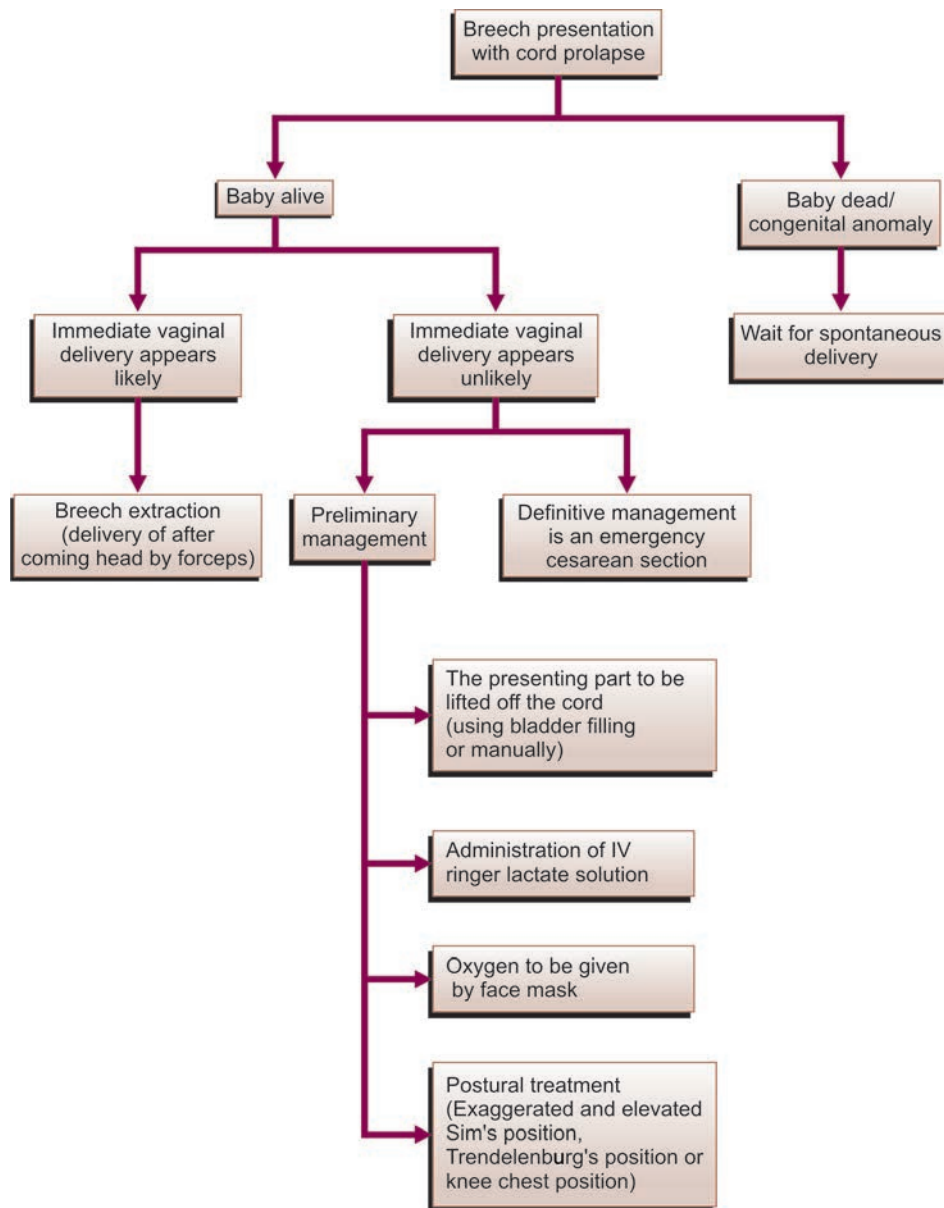 Breech presentation
with cord prolapse
Baby alive
Baby dead/
congenital anomaly
Immediate vaginal
delivery appears
likely
Immediate vaginal
delivery appears
unlikely
Wait for spontaneous
delivery
Breech extraction
(delivery of after
coming head by forceps)
Preliminary
management
Definitive management
is an emergency
cesarean section
The presenting part to be
lifted off the cord
(using bladder filling
or manually)
Administration of IV
ringer lactate solution
Oxygen to be given
by face mask
Postural treatment
(Exaggerated and elevated
Sim's position,
Trendelenburg's position or
knee chest position)